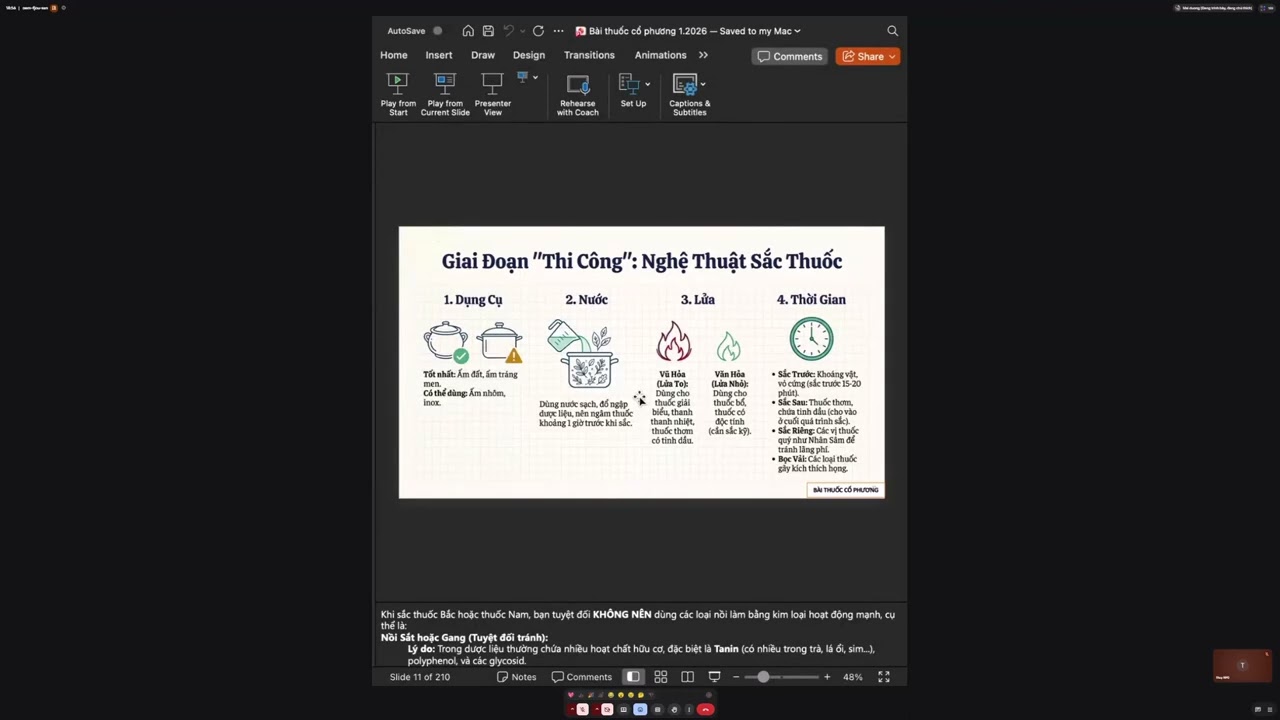 AutoSave
Bài thuốc cổ phương 1.2026 — Saved to my Mac
Home Insert Draw Design Transitions Animations
Comments Share
Play from Start
Play from Current Slide
Presenter View
Rehearse with Coach
Set Up
Captions & Subtitles
Giai Đoạn "Thi Công": Nghệ Thuật Sắc Thuốc
1. Dụng Cụ
Tốt nhất: Ấm đất, ấm tráng
men.
Có thể dùng: Ấm nhôm,
inox.
2. Nước
Dùng nước sạch, đổ ngập
dược liệu, nên ngâm thuốc
khoảng 1 giờ trước khi sắc.
3. Lửa
Vũ Hỏa
(Lửa To):
Dùng cho
thuốc giải
biểu, thanh
thanh nhiệt,
thuốc thơm
có tinh dầu.
Văn Hỏa
(Lửa Nhỏ):
Dùng cho
thuốc bổ,
thuốc có
độc tính
(cần sắc kỹ).
4. Thời Gian
• Sắc Trước: Khoáng vật,
vỏ cứng (sắc trước 15-20
phút).
• Sắc Sau: Thuốc thơm,
chứa tinh dầu (cho vào
ở cuối quá trình sắc).
• Sắc Riêng: Các vị thuốc
quý như Nhân Sâm để
tránh lãng phí.
• Bọc Vải: Các loại thuốc
gây kích thích họng.
BÀI THUỐC CỔ PHƯƠNG
Khi sắc thuốc Bắc hoặc thuốc Nam, bạn tuyệt đối KHÔNG NÊN dùng các loại nồi làm bằng kim loại hoạt động mạnh, cụ
thể là:
Nồi Sắt hoặc Gang (Tuyệt đối tránh):
Lý do: Trong dược liệu thường chứa nhiều hoạt chất hữu cơ, đặc biệt là Tanin (có nhiều trong trà, lá ổi, sim...),
polyphenol, và các glycosid.
Slide 11 of 210
Notes
Comments
48%
T